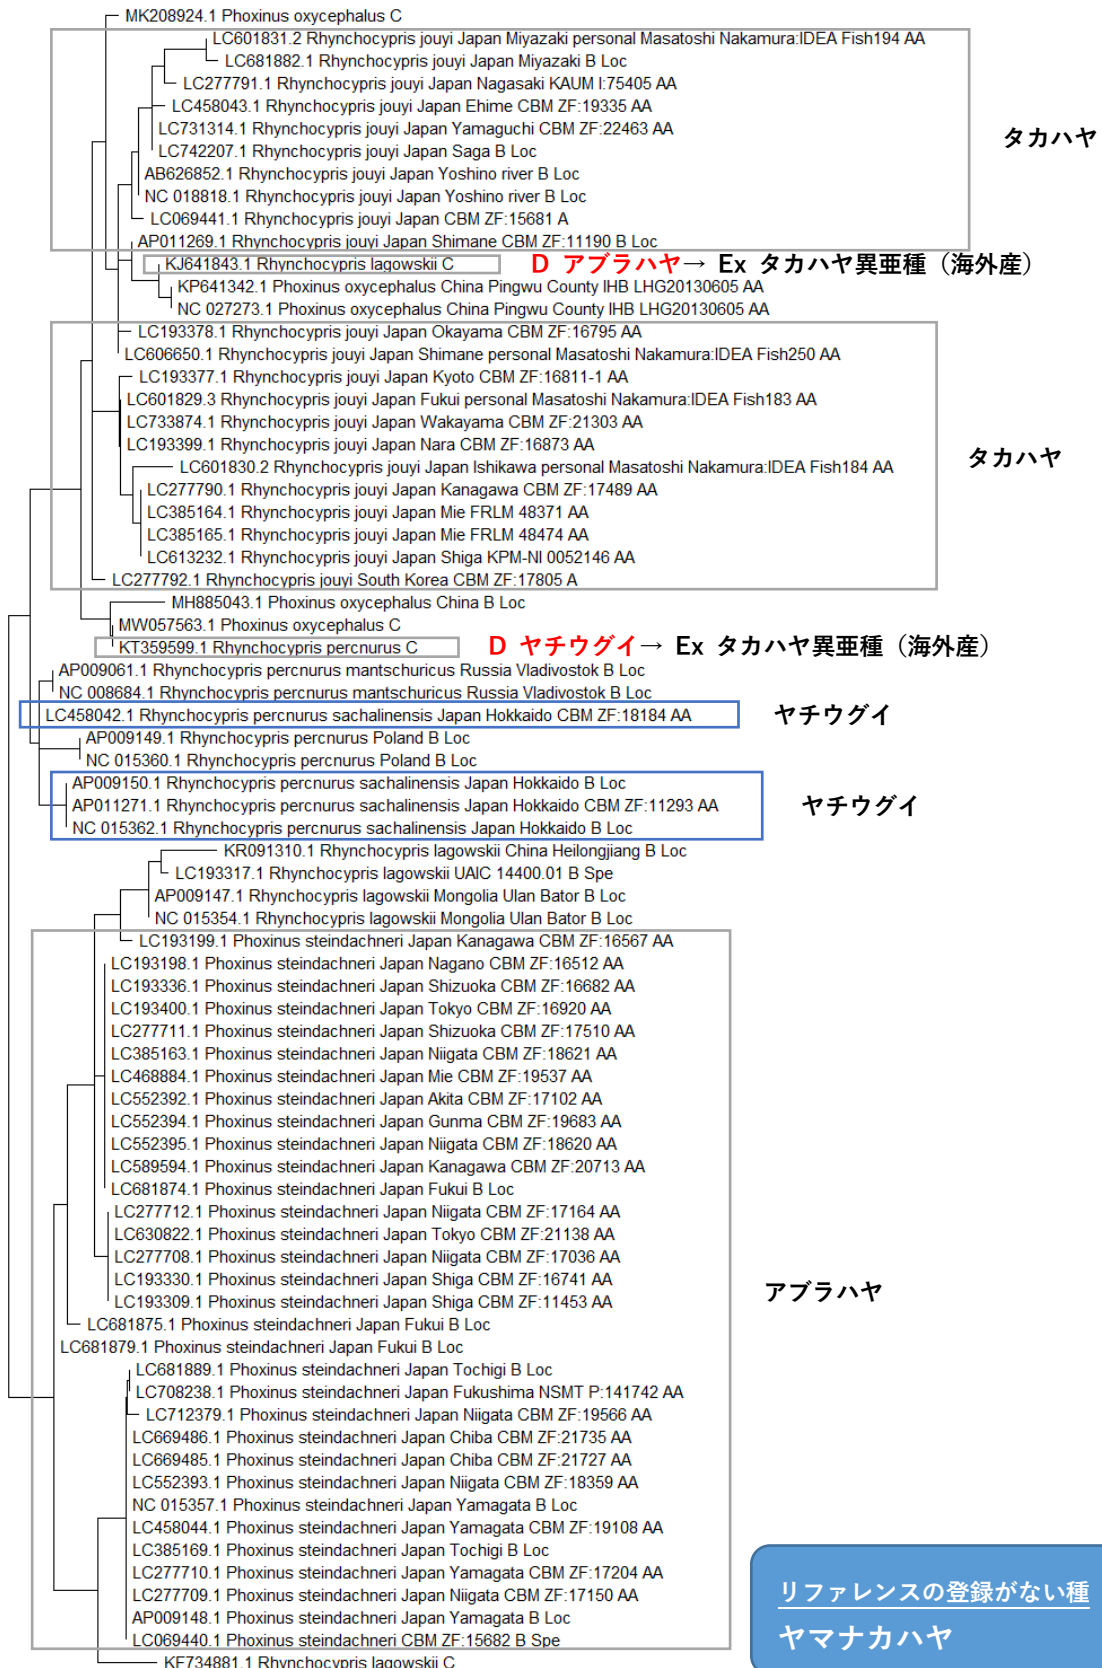 MK208924.1 Phoxinus oxycephalus C
LC601831.2 Rhynchocypris jouyi Japan Miyazaki personal Masatoshi Nakamura:IDEA Fish194 AA
LC681882.1 Rhynchocypris jouyi Japan Miyazaki B Loc
LC277791.1 Rhynchocypris jouyi Japan Nagasaki KAUM I:75405 AA
LC458043.1 Rhynchocypris jouyi Japan Ehime CBM ZF:19335 AA
LC731314.1 Rhynchocypris jouyi Japan Yamaguchi CBM ZF:22463 AA
タカハヤ
LC742207.1 Rhynchocypris jouyi Japan Saga B Loc
AB626852.1 Rhynchocypris jouyi Japan Yoshino river B Loc
NC 018818.1 Rhynchocypris jouyi Japan Yoshino river B Loc
LC069441.1 Rhynchocypris jouyi Japan CBM ZF:15681 A
AP011269.1 Rhynchocypris jouyi Japan Shimane CBM ZF:11190 B Loc
KJ641843.1 Rhynchocypris lagowskii C D アブラハヤ→ Ex タカハヤ異亜種（海外産）
KP641342.1 Phoxinus oxycephalus China Pingwu County IHB LHG20130605 AA
NC 027273.1 Phoxinus oxycephalus China Pingwu County IHB LHG20130605 AA
LC193378.1 Rhynchocypris jouyi Japan Okayama CBM ZF:16795 AA
LC606650.1 Rhynchocypris jouyi Japan Shimane personal Masatoshi Nakamura:IDEA Fish250 AA
LC193377.1 Rhynchocypris jouyi Japan Kyoto CBM ZF:16811-1 AA
LC601829.3 Rhynchocypris jouyi Japan Fukui personal Masatoshi Nakamura:IDEA Fish183 AA
LC733874.1 Rhynchocypris jouyi Japan Wakayama CBM ZF:21303 AA
LC193399.1 Rhynchocypris jouyi Japan Nara CBM ZF:16873 AA
タカハヤ
LC601830.2 Rhynchocypris jouyi Japan Ishikawa personal Masatoshi Nakamura:IDEA Fish184 AA
LC277790.1 Rhynchocypris jouyi Japan Kanagawa CBM ZF:17489 AA
LC385164.1 Rhynchocypris jouyi Japan Mie FRLM 48371 AA
LC385165.1 Rhynchocypris jouyi Japan Mie FRLM 48474 AA
LC613232.1 Rhynchocypris jouyi Japan Shiga KPM-NI 0052146 AA
LC277792.1 Rhynchocypris jouyi South Korea CBM ZF:17805 A
MH885043.1 Phoxinus oxycephalus China B Loc
MW057563.1 Phoxinus oxycephalus C
KT359599.1 Rhynchocypris percnurus C D ヤチウグイ→ Ex タカハヤ異亜種（海外産）
AP009061.1 Rhynchocypris percnurus mantschuricus Russia Vladivostok B Loc
NC 008684.1 Rhynchocypris percnurus mantschuricus Russia Vladivostok B Loc
LC458042.1 Rhynchocypris percnurus sachalinensis Japan Hokkaido CBM ZF:18184 AA ヤチウグイ
AP009149.1 Rhynchocypris percnurus Poland B Loc
NC 015360.1 Rhynchocypris percnurus Poland B Loc
AP009150.1 Rhynchocypris percnurus sachalinensis Japan Hokkaido B Loc
AP011271.1 Rhynchocypris percnurus sachalinensis Japan Hokkaido CBM ZF:11293 AA ヤチウグイ
NC 015362.1 Rhynchocypris percnurus sachalinensis Japan Hokkaido B Loc
KR091310.1 Rhynchocypris lagowskii China Heilongjiang B Loc
LC193317.1 Rhynchocypris lagowskii UAIC 14400.01 B Spe
AP009147.1 Rhynchocypris lagowskii Mongolia Ulan Bator B Loc
NC 015354.1 Rhynchocypris lagowskii Mongolia Ulan Bator B Loc
LC193199.1 Phoxinus steindachneri Japan Kanagawa CBM ZF:16567 AA
LC193198.1 Phoxinus steindachneri Japan Nagano CBM ZF:16512 AA
LC193336.1 Phoxinus steindachneri Japan Shizuoka CBM ZF:16682 AA
LC193400.1 Phoxinus steindachneri Japan Tokyo CBM ZF:16920 AA
LC277711.1 Phoxinus steindachneri Japan Shizuoka CBM ZF:17510 AA
LC385163.1 Phoxinus steindachneri Japan Niigata CBM ZF:18621 AA
LC468884.1 Phoxinus steindachneri Japan Mie CBM ZF:19537 AA
LC552392.1 Phoxinus steindachneri Japan Akita CBM ZF:17102 AA
LC552394.1 Phoxinus steindachneri Japan Gunma CBM ZF:19683 AA
LC552395.1 Phoxinus steindachneri Japan Niigata CBM ZF:18620 AA
LC589594.1 Phoxinus steindachneri Japan Kanagawa CBM ZF:20713 AA
LC681874.1 Phoxinus steindachneri Japan Fukui B Loc
LC277712.1 Phoxinus steindachneri Japan Niigata CBM ZF:17164 AA
LC630822.1 Phoxinus steindachneri Japan Tokyo CBM ZF:21138 AA
LC277708.1 Phoxinus steindachneri Japan Niigata CBM ZF:17036 AA
LC193330.1 Phoxinus steindachneri Japan Shiga CBM ZF:16741 AA
アブラハヤ
LC193309.1 Phoxinus steindachneri Japan Shiga CBM ZF:11453 AA
LC681875.1 Phoxinus steindachneri Japan Fukui B Loc
LC681879.1 Phoxinus steindachneri Japan Fukui B Loc
LC681889.1 Phoxinus steindachneri Japan Tochigi B Loc
LC708238.1 Phoxinus steindachneri Japan Fukushima NSMT P:141742 AA
LC712379.1 Phoxinus steindachneri Japan Niigata CBM ZF:19566 AA
LC669486.1 Phoxinus steindachneri Japan Chiba CBM ZF:21735 AA
LC669485.1 Phoxinus steindachneri Japan Chiba CBM ZF:21727 AA
LC552393.1 Phoxinus steindachneri Japan Niigata CBM ZF:18359 AA
NC 015357.1 Phoxinus steindachneri Japan Yamagata B Loc
LC458044.1 Phoxinus steindachneri Japan Yamagata CBM ZF:19108 AA
LC385169.1 Phoxinus steindachneri Japan Tochigi B Loc
LC277710.1 Phoxinus steindachneri Japan Yamagata CBM ZF:17204 AA
LC277709.1 Phoxinus steindachneri Japan Niigata CBM ZF:17150 AA
AP009148.1 Phoxinus steindachneri Japan Yamagata B Loc
LC069440.1 Phoxinus steindachneri CBM ZF:15682 B Spe
KF734881.1 Rhynchocypris lagowskii C
リファレンスの登録がない種
ヤマナカハヤ